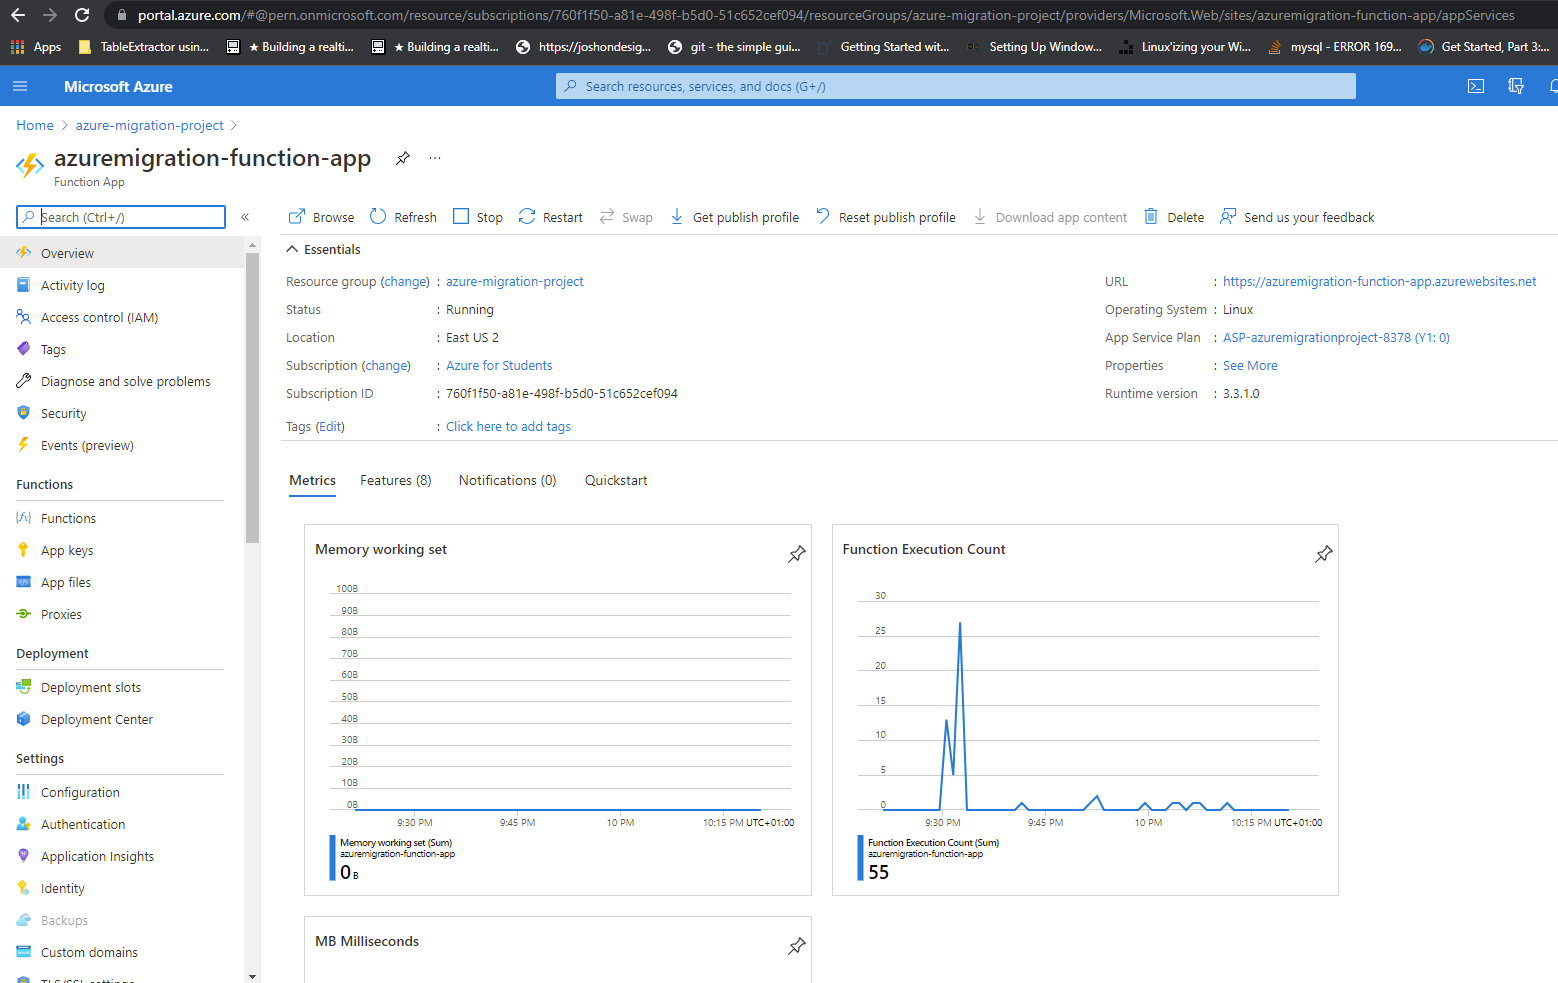 portal.azure.com/#@pern.onmicrosoft.com/resource/subscriptions/760f1f50-a81e-498f-b5d0-51c652cef094/resourceGroups/azure-migration-project/providers/Microsoft.Web/sites/azuremigration-function-app/appServices
Apps TableExtractor usin... ★ Building a realti... ★ Building a realti... https://joshondesig... git - the simple gui... Getting Started wit... Setting Up Window... Linux'izing your Wi... mysql - ERROR 169... Get Started, Part 3:...
Microsoft Azure
Search resources, services, and docs (G+/)
Home > azure-migration-project >
azuremigration-function-app ...
Function App
Search (Ctrl+/) «
Browse Refresh Stop Restart Swap Get publish profile Reset publish profile Download app content Delete Send us your feedback
Overview
Activity log
Access control (IAM)
Tags
Diagnose and solve problems
Security
Events (preview)
Functions
Functions
App keys
App files
Proxies
Deployment
Deployment slots
Deployment Center
Settings
Configuration
Authentication
Application Insights
Identity
Backups
Custom domains
TLS/SSL settings
Essentials
Resource group (change) : azure-migration-project
Status : Running
Location : East US 2
Subscription (change) : Azure for Students
Subscription ID : 760f1f50-a81e-498f-b5d0-51c652cef094
Tags (Edit) : Click here to add tags
URL : https://azuremigration-function-app.azurewebsites.net
Operating System : Linux
App Service Plan : ASP-azuremigrationproject-8378 (Y1: 0)
Properties : See More
Runtime version : 3.3.1.0
Metrics Features (8) Notifications (0) Quickstart
Memory working set
100B
90B
80B
70B
60B
50B
40B
30B
20B
10B
0B
9:30 PM 9:45 PM 10 PM 10:15 PM UTC+01:00
Memory working set (Sum)
azuremigration-function-app
0 B
Function Execution Count
30
25
20
15
10
5
0
9:30 PM 9:45 PM 10 PM 10:15 PM UTC+01:00
Function Execution Count (Sum)
azuremigration-function-app
55
MB Milliseconds